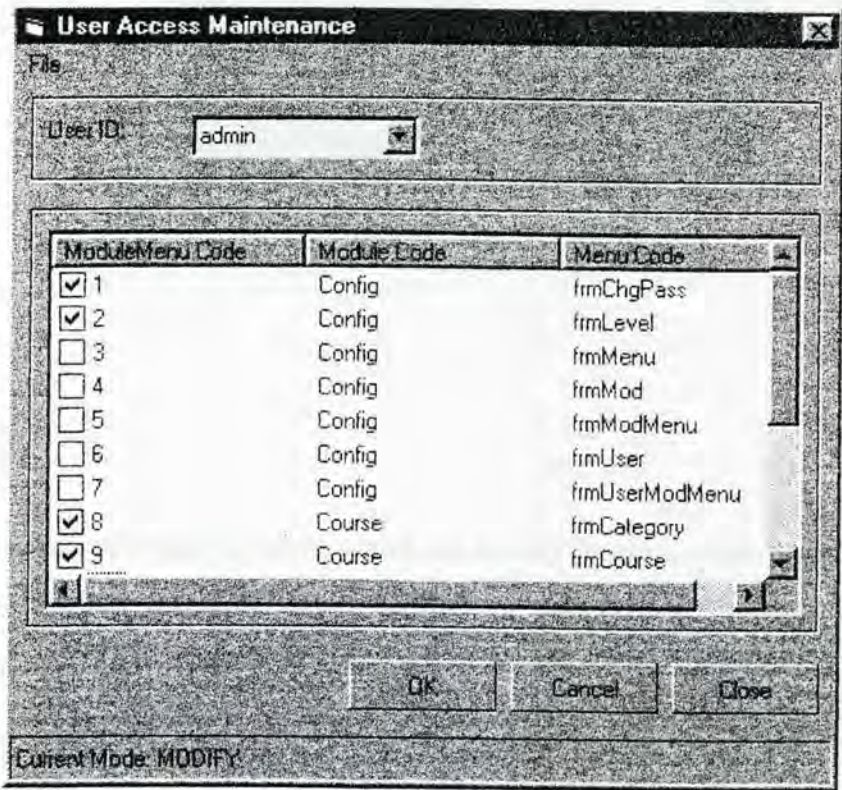 User Access Maintenance
File
User ID: admin
ModuleMenu Code Module Code Menu Code
1 Config frmChgPass
2 Config frmLevel
3 Config frmMenu
4 Config frmMod
5 Config frmModMenu
6 Config frmUser
7 Config frmUserModMenu
8 Course frmCategory
9 Course frmCourse
OK Cancel Close
Current Mode: MODIFY